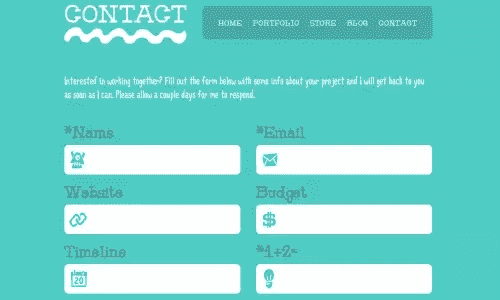 CONTACT
HOME PORTFOLIO STORE BLOG CONTACT
Interested in working together? Fill out the form below with some info about your project and i will get back to you
as soon as I can. Please allow a couple days for me to respond.
*Name *Email
Website Budget
$
Timeline *1+2=
20